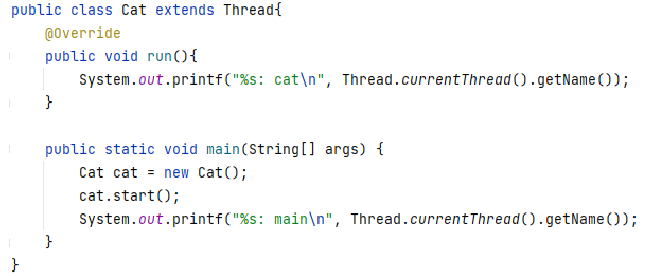 public class Cat extends Thread{
    @Override
    public void run(){
        System.out.printf("%s: cat\n", Thread.currentThread().getName());
    }

    public static void main(String[] args) {
        Cat cat = new Cat();
        cat.start();
        System.out.printf("%s: main\n", Thread.currentThread().getName());
    }
}